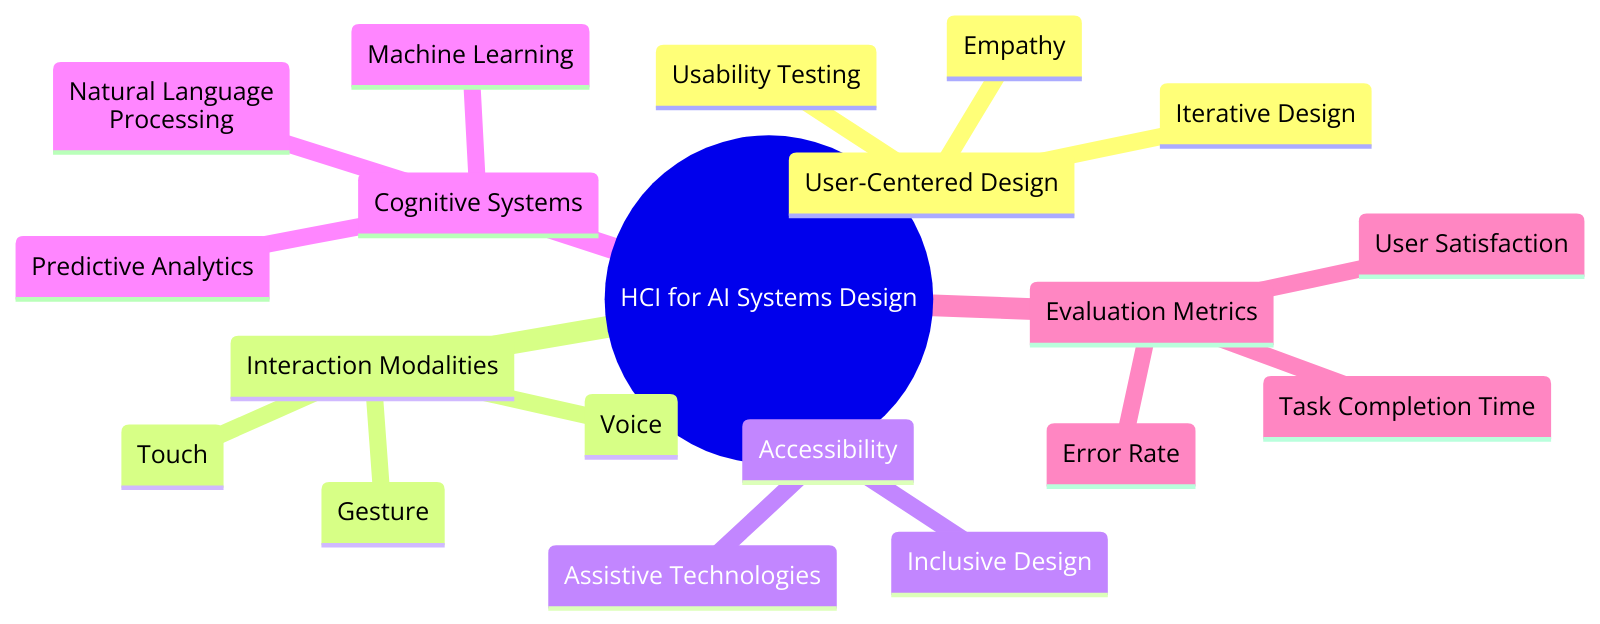 HCI for AI Systems Design
User-Centered Design
Usability Testing
Empathy
Iterative Design
Cognitive Systems
Machine Learning
Natural Language
Processing
Predictive Analytics
Interaction Modalities
Touch
Gesture
Voice
Accessibility
Assistive Technologies
Inclusive Design
Evaluation Metrics
User Satisfaction
Task Completion Time
Error Rate